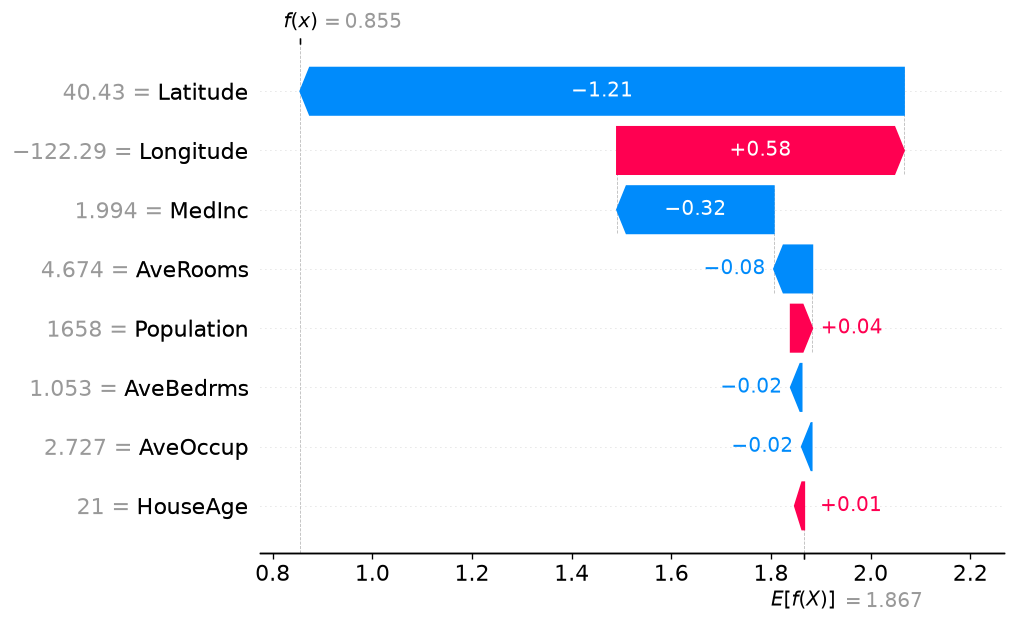 f(x) = 0.855
40.43 = Latitude
−1.21
−122.29 = Longitude
+0.58
1.994 = MedInc
−0.32
4.674 = AveRooms
−0.08
1658 = Population
+0.04
1.053 = AveBedrms
−0.02
2.727 = AveOccup
−0.02
21 = HouseAge
+0.01
0.8 1.0 1.2 1.4 1.6 1.8 2.0 2.2
E[f(X)] = 1.867